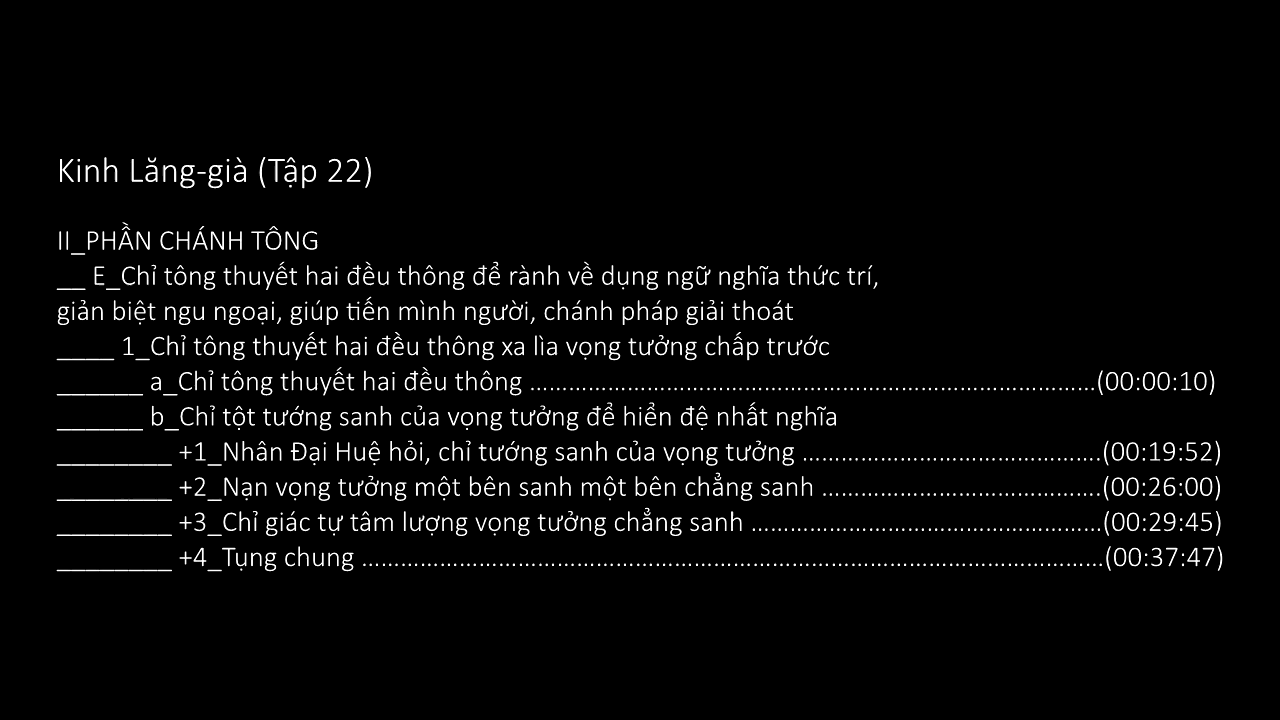 Kinh Lăng-già (Tập 22)
II_PHẦN CHÁNH TÔNG
__ E_Chỉ tông thuyết hai đều thông để rành về dụng ngữ nghĩa thức trí,
giản biệt ngu ngoại, giúp tiến mình người, chánh pháp giải thoát
____ 1_Chỉ tông thuyết hai đều thông xa lìa vọng tưởng chấp trước
______ a_Chỉ tông thuyết hai đều thông ……………………………………………………………………………(00:00:10)
______ b_Chỉ tột tướng sanh của vọng tưởng để hiển đệ nhất nghĩa
________ +1_Nhân Đại Huệ hỏi, chỉ tướng sanh của vọng tưởng ……………………………………….(00:19:52)
________ +2_Nạn vọng tưởng một bên sanh một bên chẳng sanh …………………………………….(00:26:00)
________ +3_Chỉ giác tự tâm lượng vọng tưởng chẳng sanh ………………………………………………(00:29:45)
________ +4_Tụng chung ……………………………………………………………………………………………………(00:37:47)